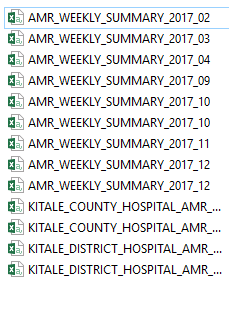 AMR_WEEKLY_SUMMARY_2017_02
AMR_WEEKLY_SUMMARY_2017_03
AMR_WEEKLY_SUMMARY_2017_04
AMR_WEEKLY_SUMMARY_2017_09
AMR_WEEKLY_SUMMARY_2017_10
AMR_WEEKLY_SUMMARY_2017_10
AMR_WEEKLY_SUMMARY_2017_11
AMR_WEEKLY_SUMMARY_2017_12
AMR_WEEKLY_SUMMARY_2017_12
KITALE_COUNTY_HOSPITAL_AMR_...
KITALE_COUNTY_HOSPITAL_AMR_...
KITALE_DISTRICT_HOSPITAL_AMR_...
KITALE_DISTRICT_HOSPITAL_AMR_...